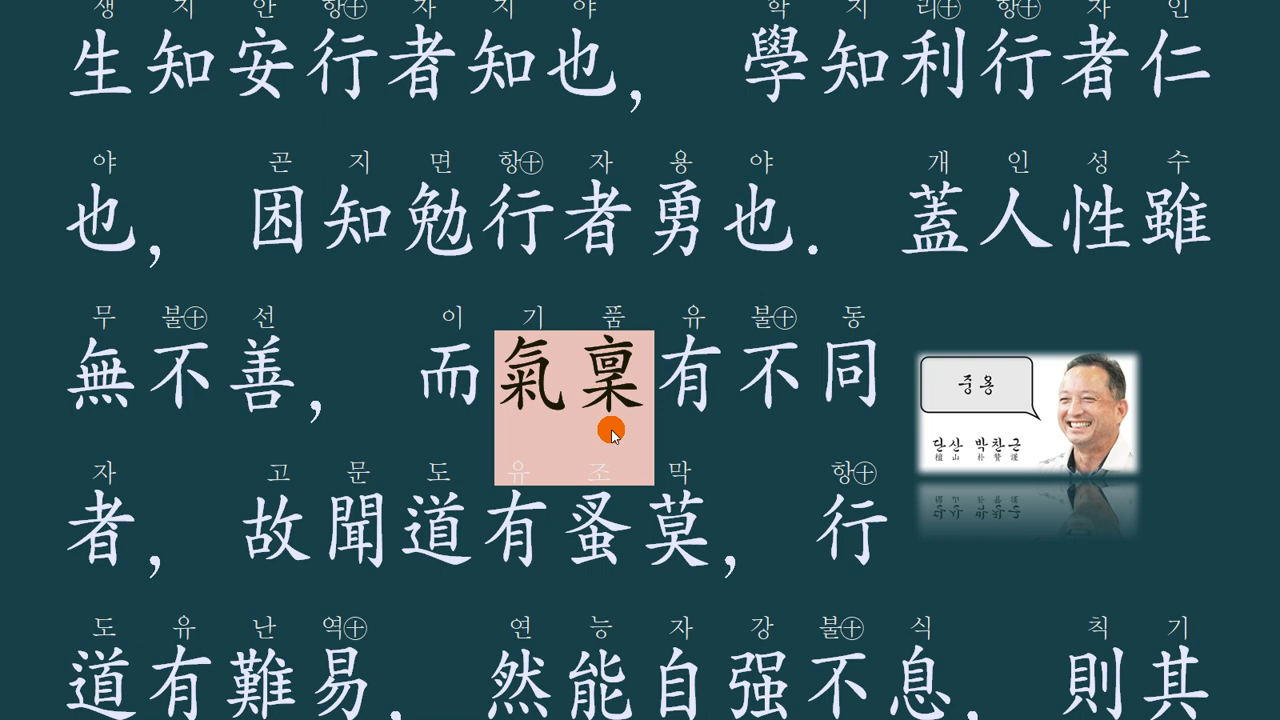 생 지 안 항㊉ 자 지 야 학 지 리㊉ 항㊉ 자 인
生知安行者知也, 學知利行者仁
야 곤 지 면 항㊉ 자 용 야 개 인 성 수
也, 困知勉行者勇也. 蓋人性雖
무 불㊉ 선 이 기 품 유 불㊉ 동
無不善, 而氣稟有不同
중용
단산 박찬근
檀山 朴贊謹
자 고 문 도 유 조 막 항㊉
者, 故聞道有蚤莫, 行
도 유 난 역㊉ 연 능 자 강 불㊉ 식 칙 기
道有難易, 然能自强不息, 則其